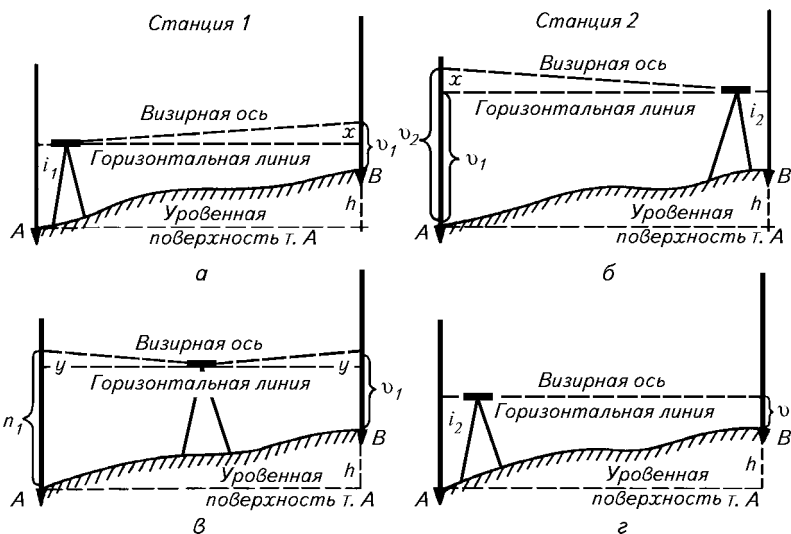 Станция 1
Визирная ось
x
υ₁
i₁
Горизонтальная линия
B
h
A
Уровенная
поверхность т. А
а
Станция 2
x
Визирная ось
Горизонтальная линия
i₂
υ₂
υ₁
B
h
A
Уровенная
поверхность т. А
б
Визирная ось
y
y
Горизонтальная линия
n₁
υ₁
B
h
A
Уровенная
поверхность т. А
в
Визирная ось
i₂
Горизонтальная линия
υ
B
h
A
Уровенная
поверхность т. А
г